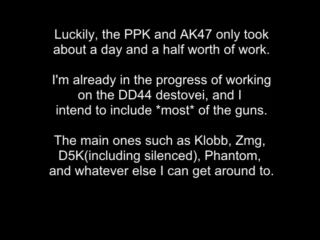 Luckily, the PPK and AK47 only took
about a day and a half worth of work.
I'm already in the progress of working
on the DD44 destovei, and I
intend to include *most* of the guns.
The main ones such as Klobb, Zmg,
D5K(including silenced), Phantom,
and whatever else I can get around to.